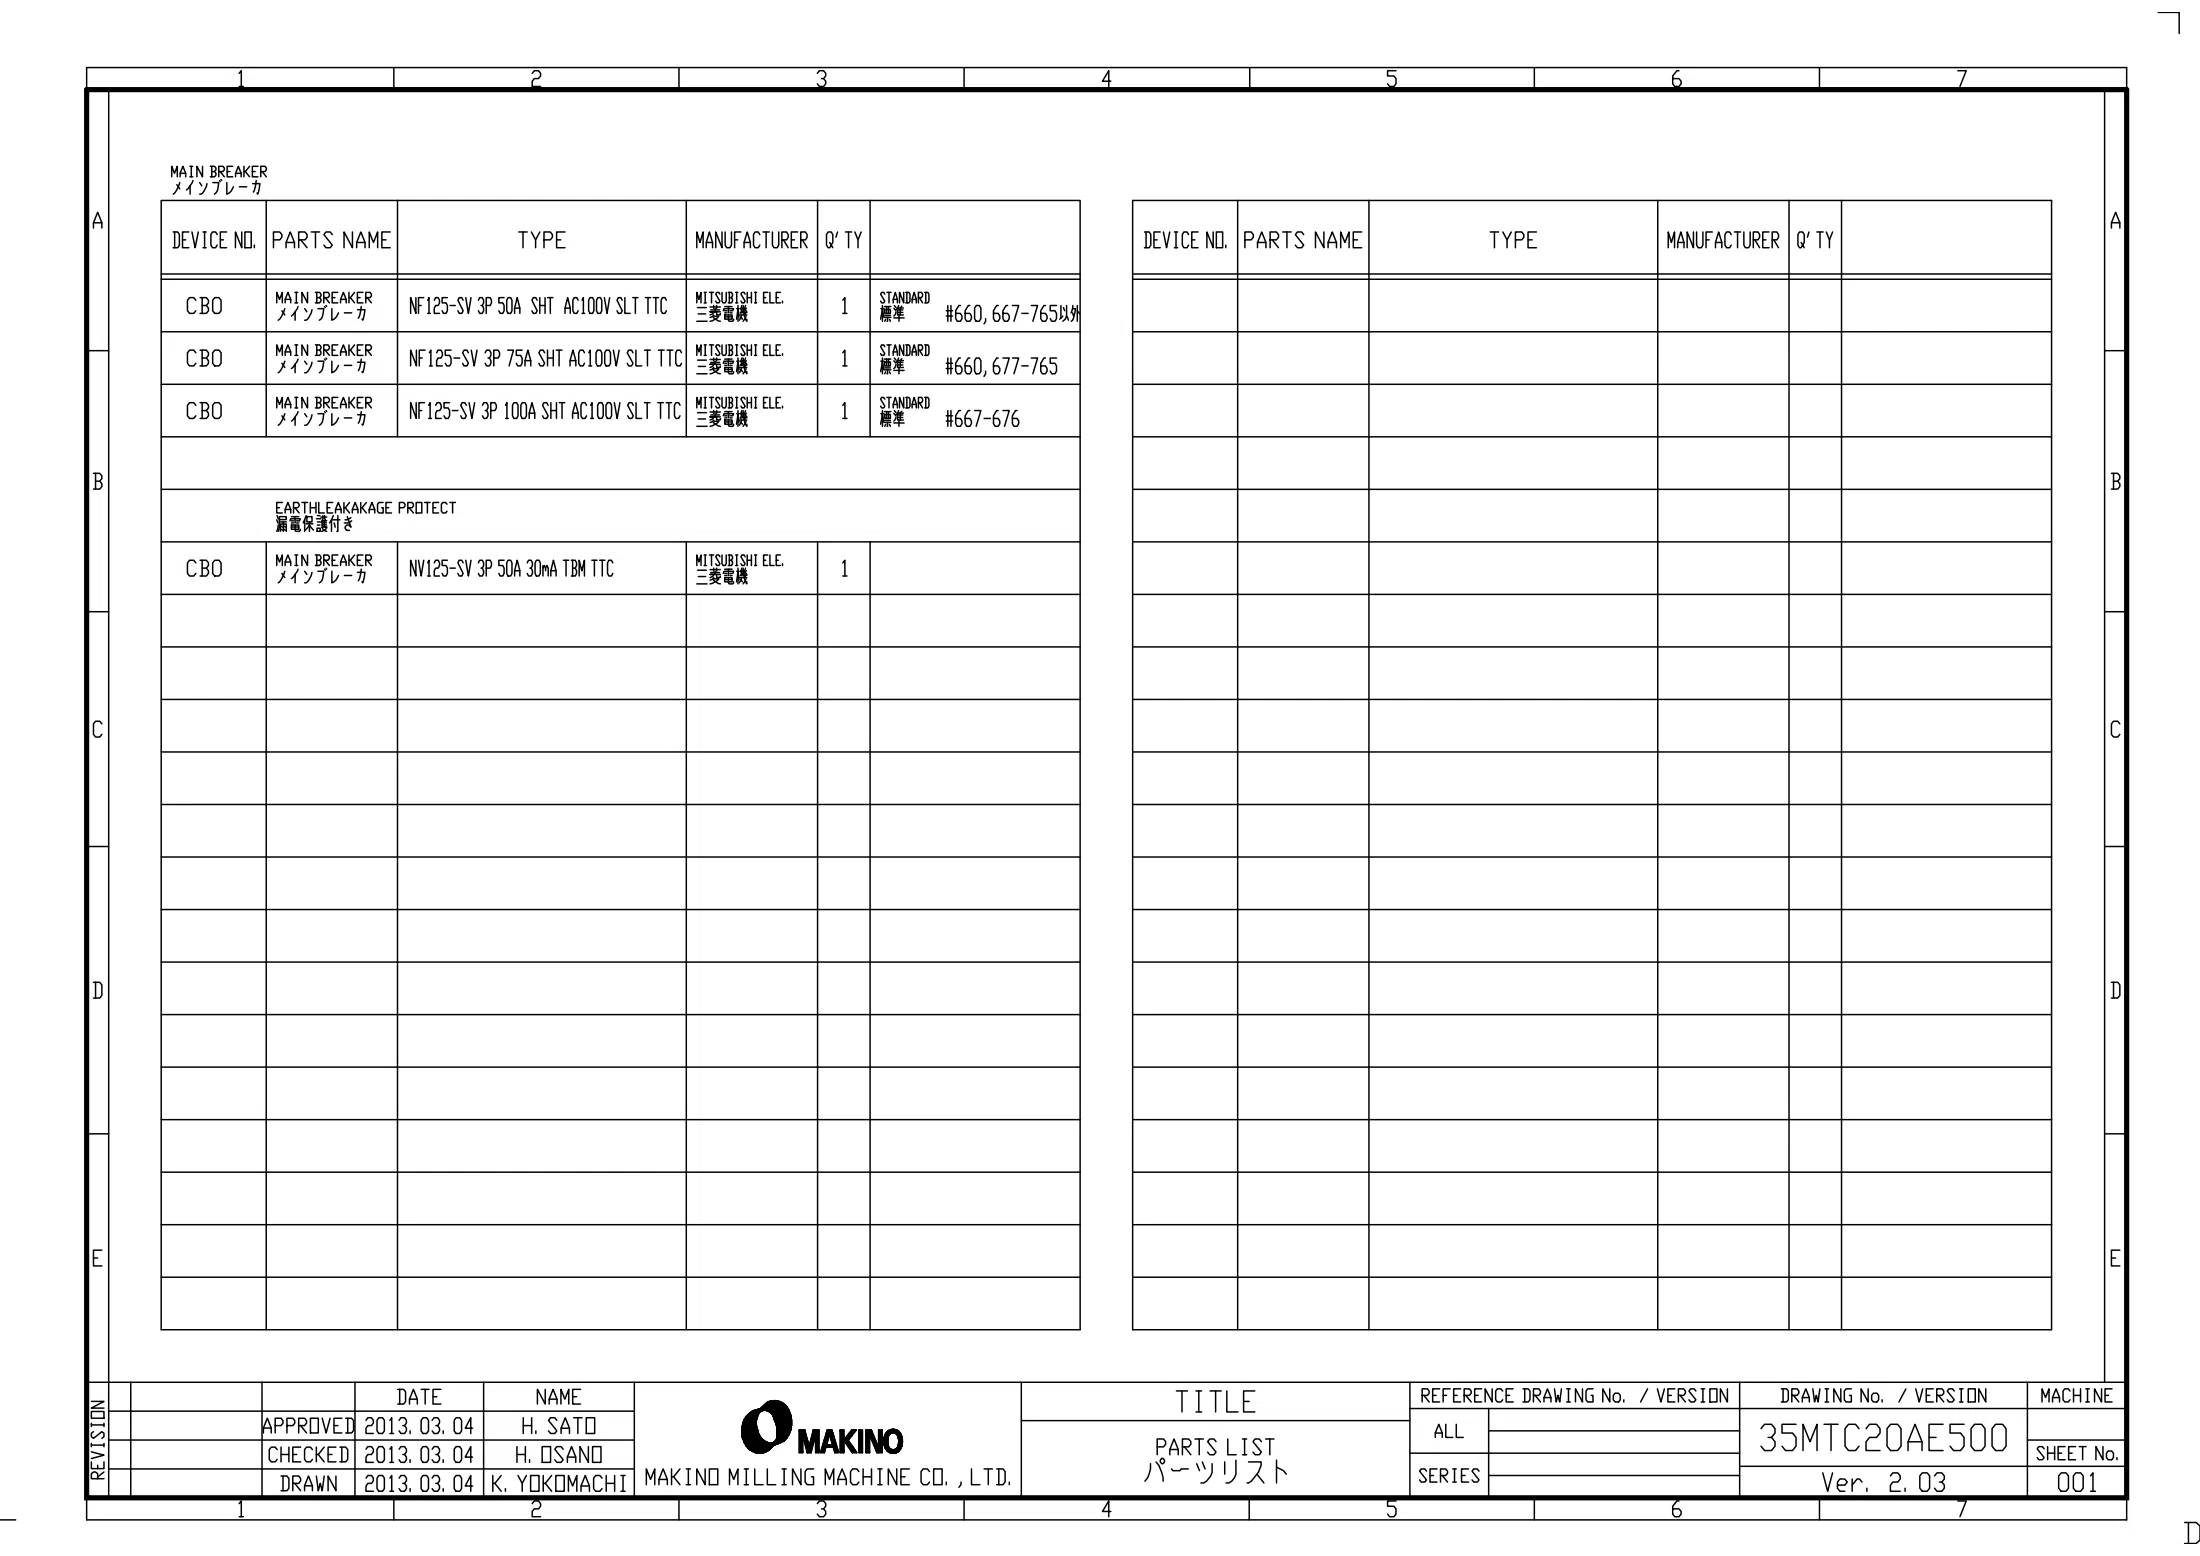 1 2 3 4 5 6 7
MAIN BREAKER
メインブレーカ
A A
DEVICE NO. PARTS NAME TYPE MANUFACTURER Q'TY
DEVICE NO. PARTS NAME TYPE MANUFACTURER Q'TY
CB0 MAIN BREAKER NF125-SV 3P 50A SHT AC100V SLT TTC MITSUBISHI ELE. 1 STANDARD
メインブレーカ 三菱電機 標準 #660,667-765以外
CB0 MAIN BREAKER NF125-SV 3P 75A SHT AC100V SLT TTC MITSUBISHI ELE. 1 STANDARD
メインブレーカ 三菱電機 標準 #660,677-765
CB0 MAIN BREAKER NF125-SV 3P 100A SHT AC100V SLT TTC MITSUBISHI ELE. 1 STANDARD
メインブレーカ 三菱電機 標準 #667-676
B B
EARTHLEAKAKAGE PROTECT
漏電保護付き
CB0 MAIN BREAKER NV125-SV 3P 50A 30mA TBM TTC MITSUBISHI ELE. 1
メインブレーカ 三菱電機
C C
D D
E E
REVISION
DATE NAME
APPROVED 2013.03.04 H. SATO
CHECKED 2013.03.04 H. OSANO
DRAWN 2013.03.04 K. YOKOMACHI
MAKINO
MAKINO MILLING MACHINE CO.,LTD.
TITLE
PARTS LIST
パーツリスト
REFERENCE DRAWING No. / VERSION
ALL
SERIES
DRAWING No. / VERSION
35MTC20AE500
Ver. 2.03
MACHINE
SHEET No.
001
1 2 3 4 5 6 7
D